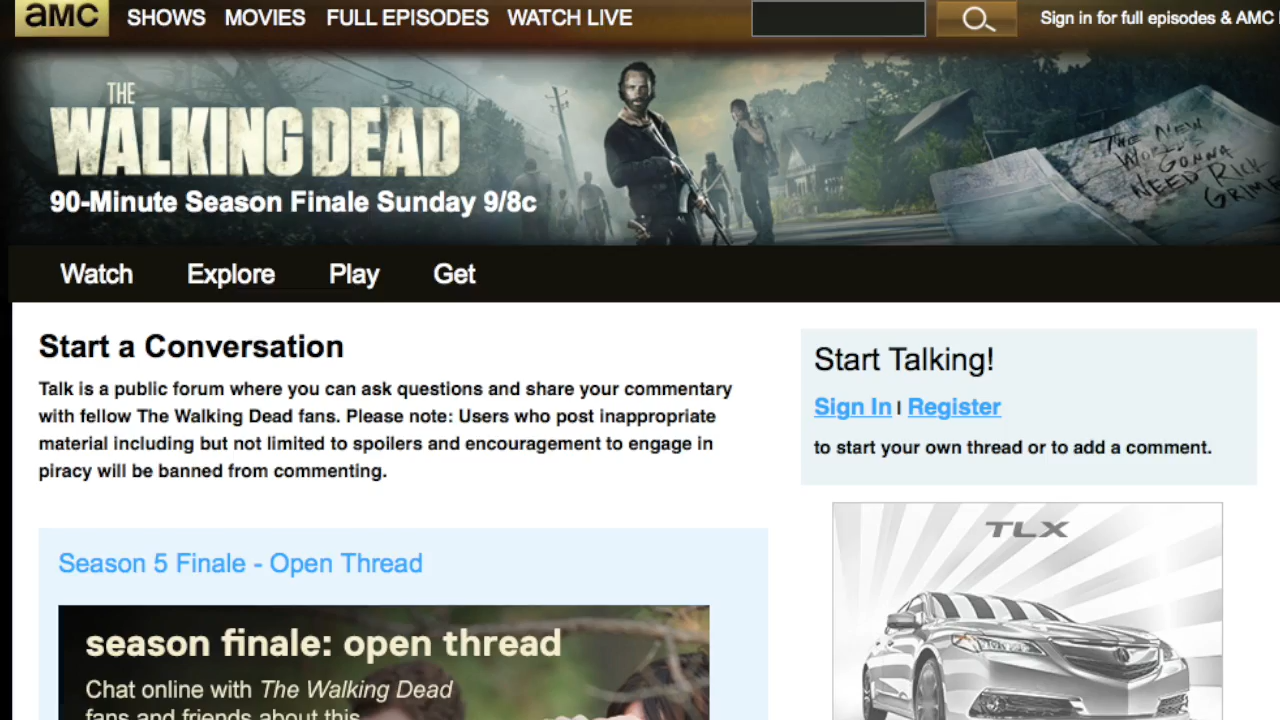 aMC SHOWS MOVIES FULL EPISODES WATCH LIVE Sign in for full episodes & AMC
THE
WALKING DEAD
90-Minute Season Finale Sunday 9/8c
THE NEW
WORLD'S GONNA
NEED RICK
GRIMES
Watch Explore Play Get
Start a Conversation
Talk is a public forum where you can ask questions and share your commentary
with fellow The Walking Dead fans. Please note: Users who post inappropriate
material including but not limited to spoilers and encouragement to engage in
piracy will be banned from commenting.
Start Talking!
Sign In | Register
to start your own thread or to add a comment.
TLX
Season 5 Finale - Open Thread
season finale: open thread
Chat online with The Walking Dead
fans and friends about this